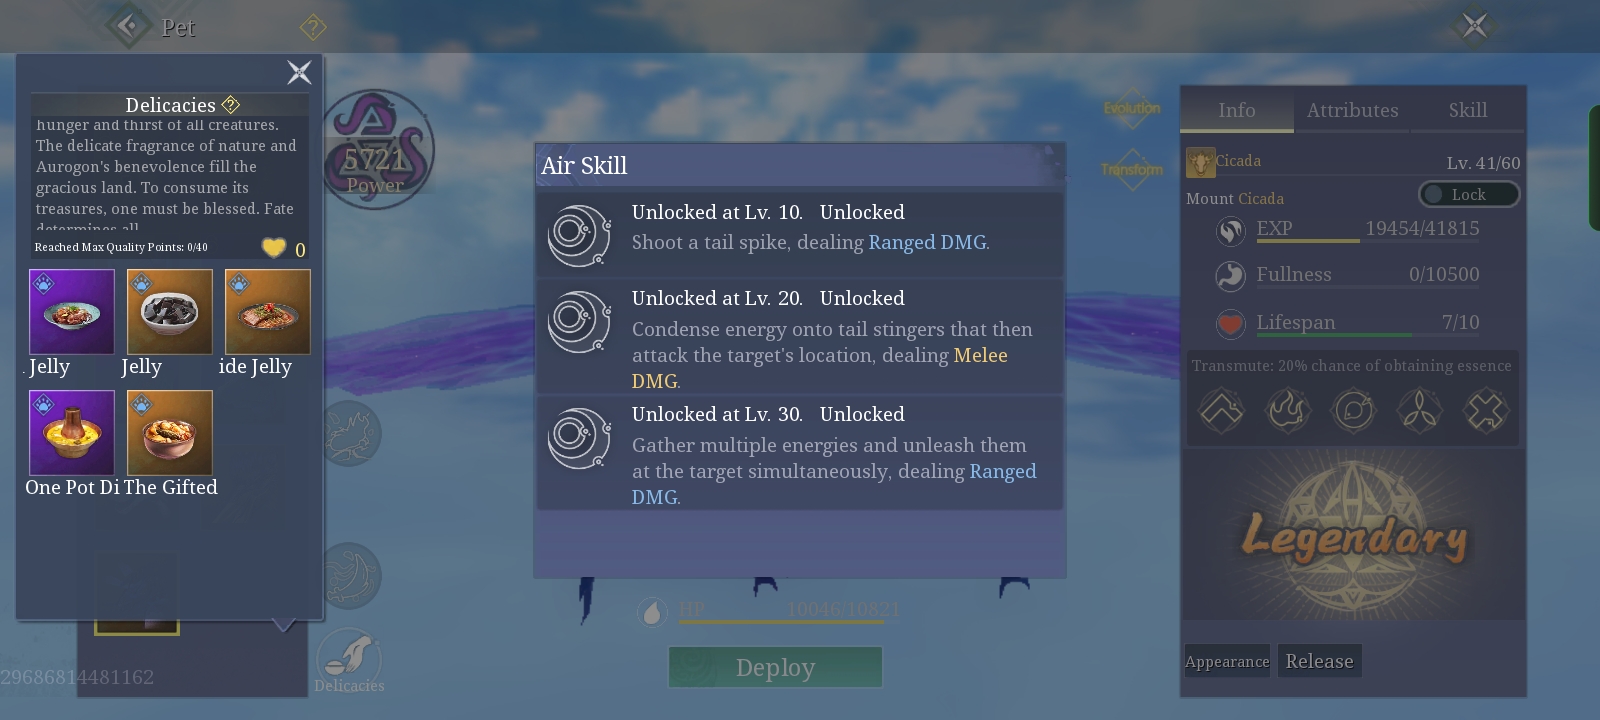 Pet
?
Delicacies ?
hunger and thirst of all creatures.
The delicate fragrance of nature and
Aurogon's benevolence fill the
gracious land. To consume its
treasures, one must be blessed. Fate
determines all
Reached Max Quality Points: 0/40
0
. Jelly
Jelly
ide Jelly
One Pot Di
The Gifted
29686814481162
5721
Power
Delicacies
Air Skill
Unlocked at Lv. 10. Unlocked
Shoot a tail spike, dealing Ranged DMG.
Unlocked at Lv. 20. Unlocked
Condense energy onto tail stingers that then
attack the target's location, dealing Melee
DMG.
Unlocked at Lv. 30. Unlocked
Gather multiple energies and unleash them
at the target simultaneously, dealing Ranged
DMG.
HP 10046/10821
Deploy
Evolution
Transform
Info Attributes Skill
Cicada Lv. 41/60
Mount Cicada Lock
EXP 19454/41815
Fullness 0/10500
Lifespan 7/10
Transmute: 20% chance of obtaining essence
Legendary
Appearance Release